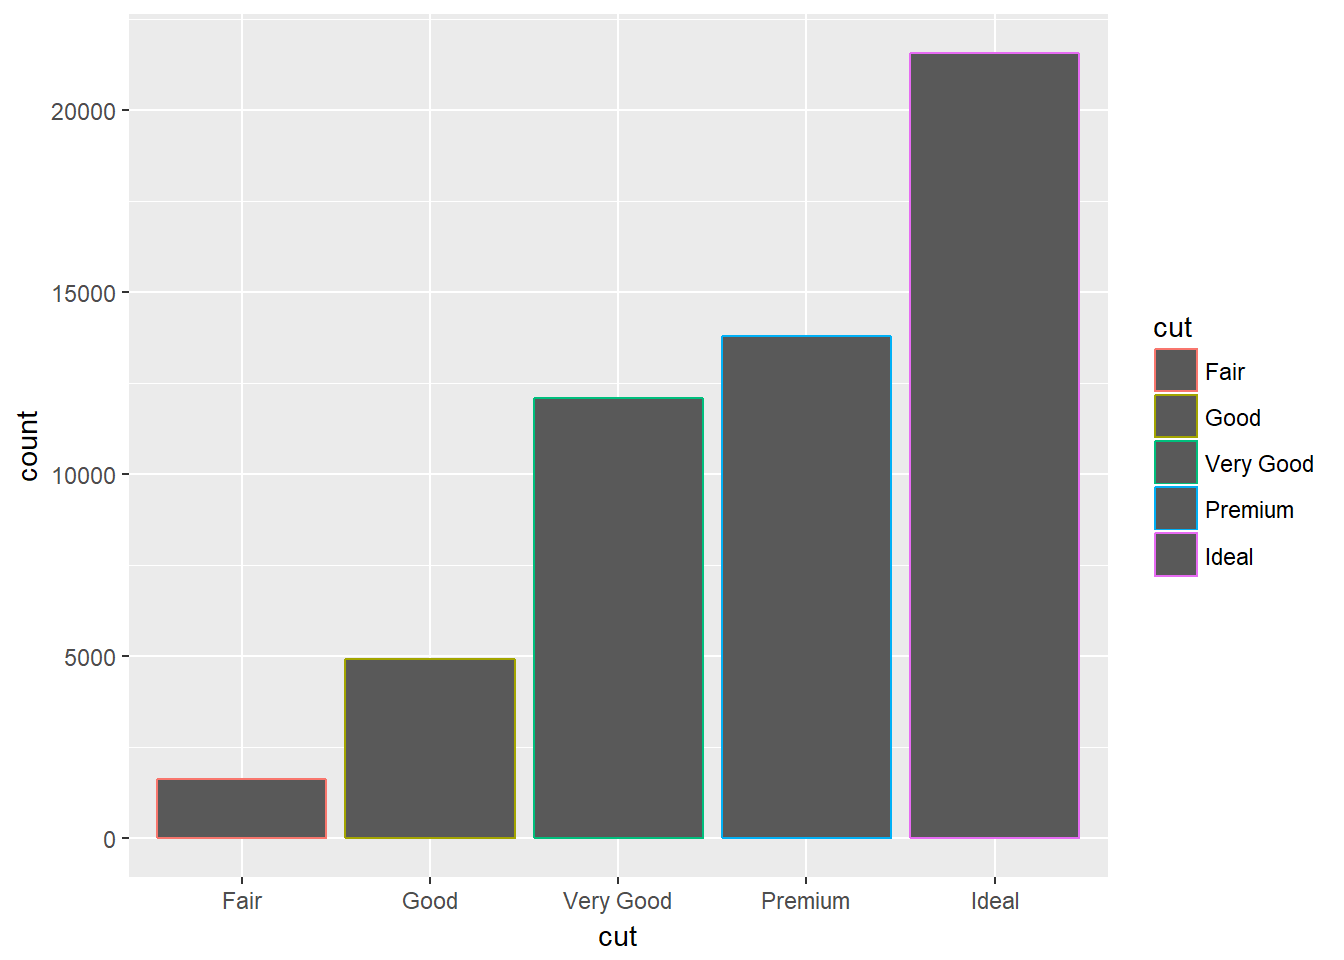 20000
15000
10000
5000
0
count
Fair
Good
Very Good
Premium
Ideal
cut
cut
Fair
Good
Very Good
Premium
Ideal